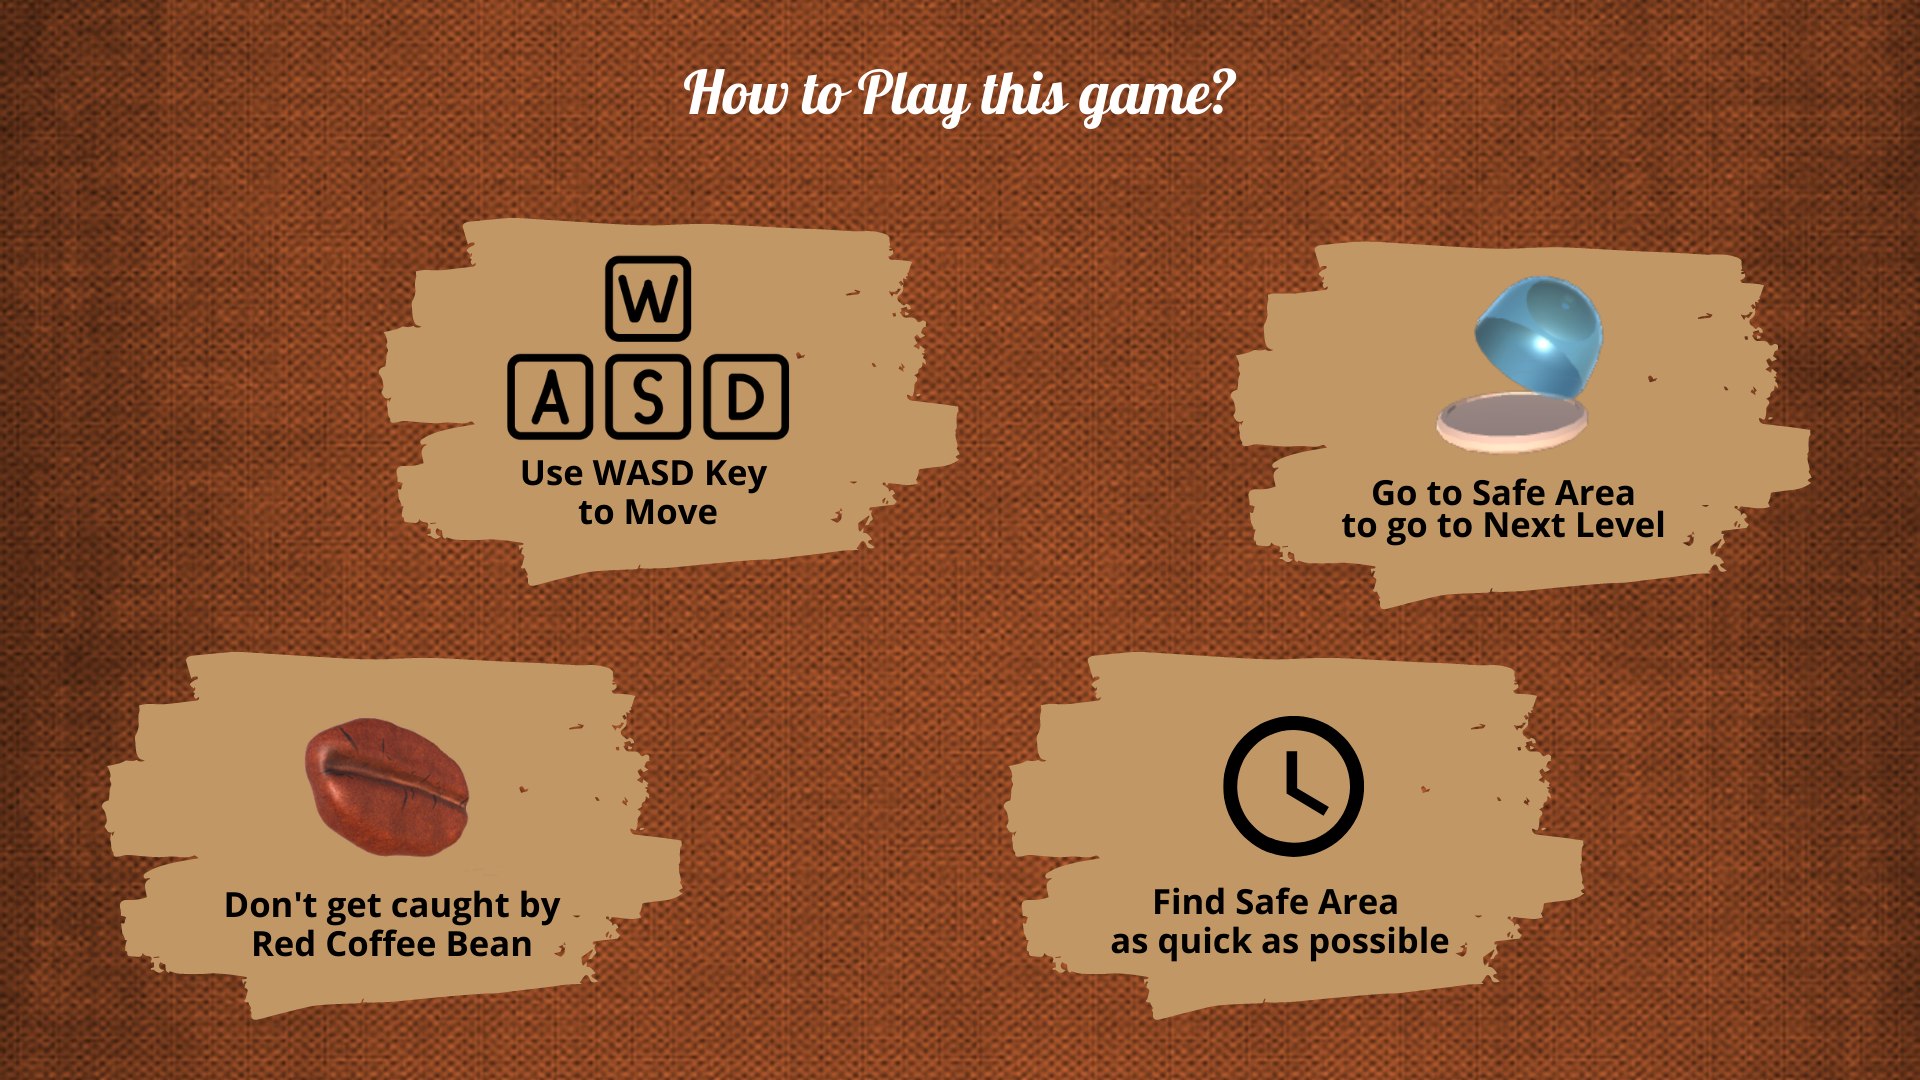 How to Play this game?
W
A S D
Use WASD Key
to Move
Go to Safe Area
to go to Next Level
Don't get caught by
Red Coffee Bean
Find Safe Area
as quick as possible